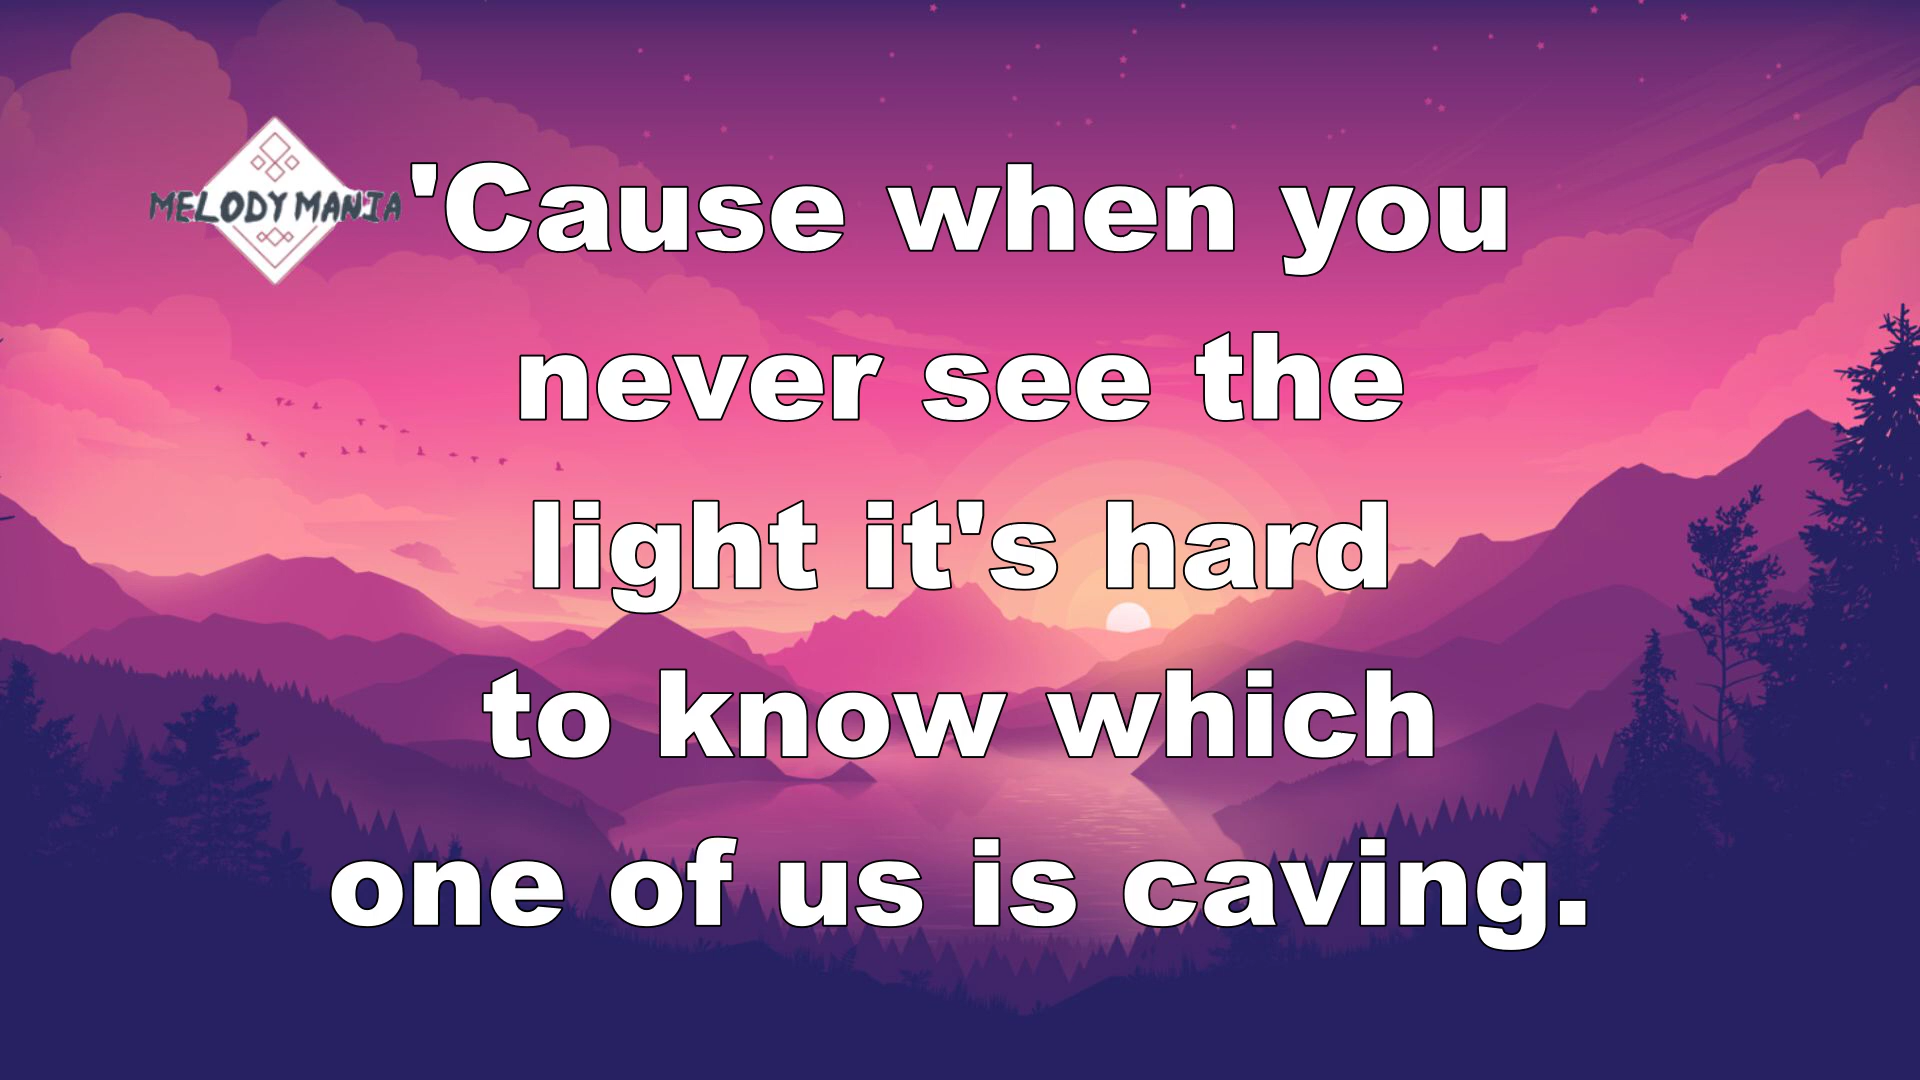 MELODY MANIA
'Cause when you
never see the
light it's hard
to know which
one of us is caving.